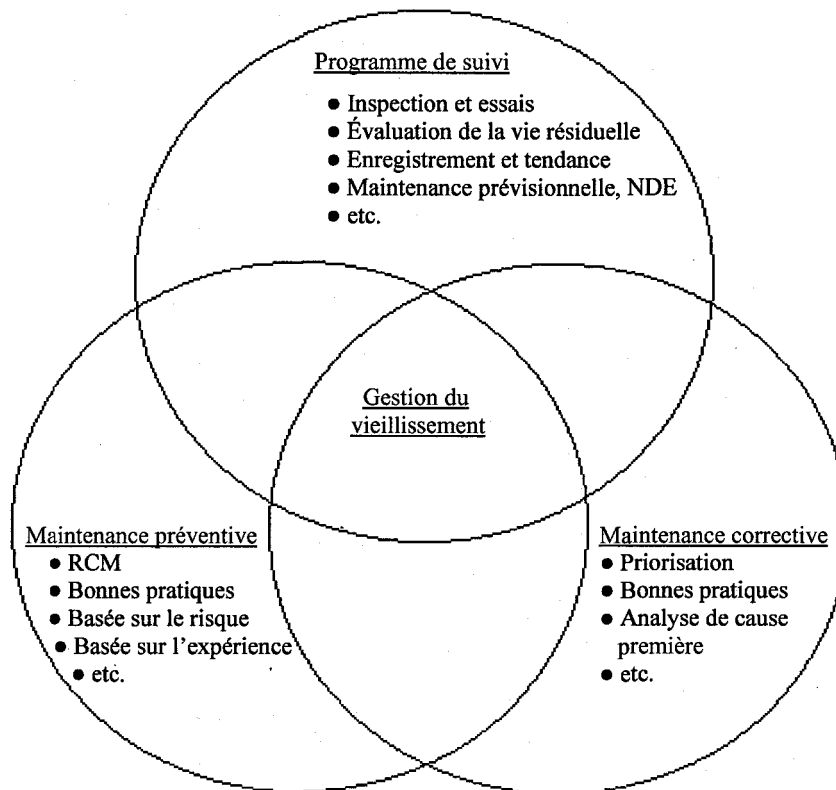 Programme de suivi
● Inspection et essais
● Évaluation de la vie résiduelle
● Enregistrement et tendance
● Maintenance prévisionnelle, NDE
● etc.
Gestion du
vieillissement
Maintenance préventive
● RCM
● Bonnes pratiques
● Basée sur le risque
● Basée sur l'expérience
● etc.
Maintenance corrective
● Priorisation
● Bonnes pratiques
● Analyse de cause
première
● etc.